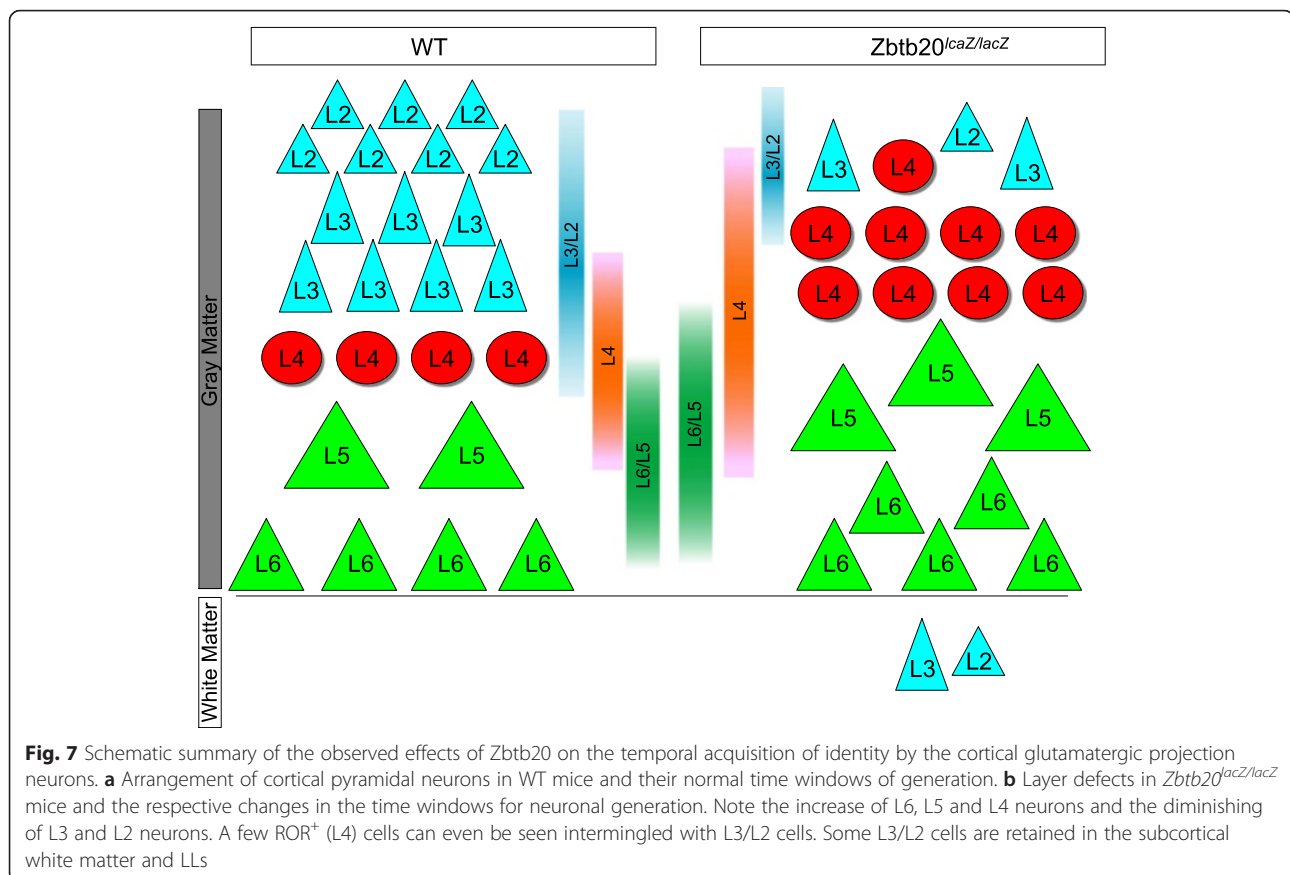 WT
Zbtb20lcaZ/lacZ
Gray Matter
White Matter
L2 L2 L2
L2 L2 L2 L2
L3 L3 L3
L3 L3 L3 L3
L4 L4 L4 L4
L5 L5
L6 L6 L6 L6
L3/L2
L4
L6/L5
L6/L5
L4
L3/L2
L3 L4 L2 L3
L4 L4 L4 L4
L4 L4 L4 L4
L5 L5 L5
L6 L6
L6 L6 L6
L3 L2
Fig. 7 Schematic summary of the observed effects of Zbtb20 on the temporal acquisition of identity by the cortical glutamatergic projection
neurons. a Arrangement of cortical pyramidal neurons in WT mice and their normal time windows of generation. b Layer defects in Zbtb20lacZ/lacZ
mice and the respective changes in the time windows for neuronal generation. Note the increase of L6, L5 and L4 neurons and the diminishing
of L3 and L2 neurons. A few ROR+ (L4) cells can even be seen intermingled with L3/L2 cells. Some L3/L2 cells are retained in the subcortical
white matter and LLs